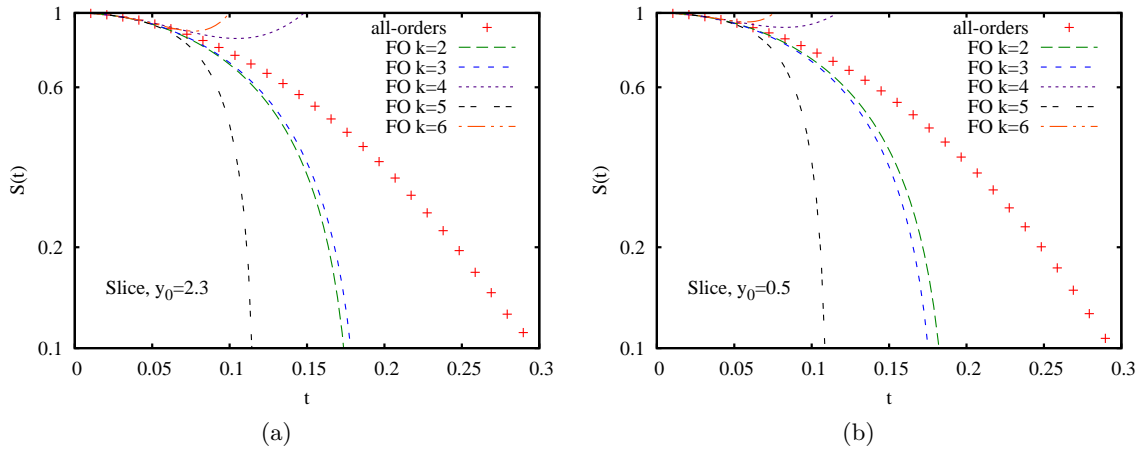 1
0.6
0.2
0.1
S(t)
all-orders
FO k=2
FO k=3
FO k=4
FO k=5
FO k=6
Slice, y0=2.3
0
0.05
0.1
0.15
0.2
0.25
0.3
t
(a)
1
0.6
0.2
0.1
S(t)
all-orders
FO k=2
FO k=3
FO k=4
FO k=5
FO k=6
Slice, y0=0.5
0
0.05
0.1
0.15
0.2
0.25
0.3
t
(b)